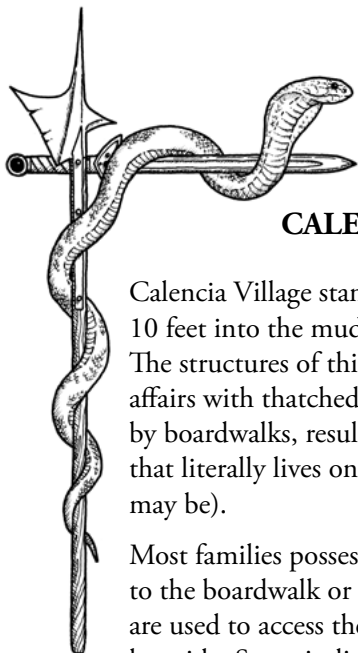 CALE
Calencia Village stan
10 feet into the mud
The structures of thi
affairs with thatched
by boardwalks, resul
that literally lives on
may be).
Most families posses
to the boardwalk or
are used to access the